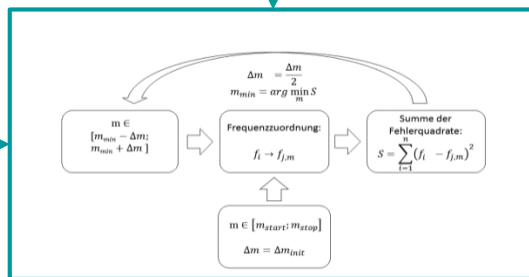 Δm = Δm/2
m_min = arg min_m S
m ∈
[m_min − Δm;
m_min + Δm ]
Frequenzzuordnung:
f_i → f_j,m
Summe der
Fehlerquadrate:
S = ∑_{i−1}^{n} (f_i − f_j,m)²
m ∈ [m_start; m_stop]
Δm = Δm_init